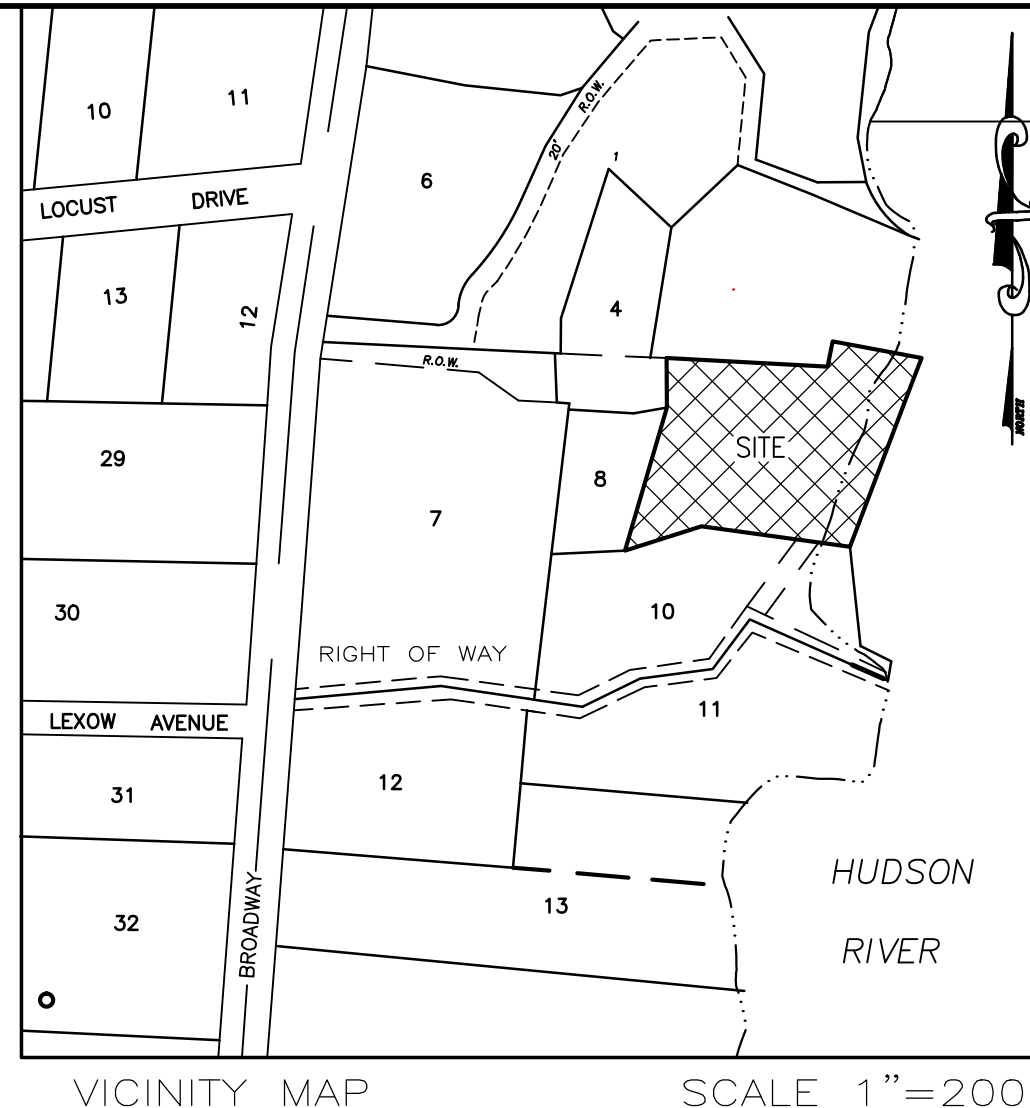 10
11
R.O.W.
20'
1
6
LOCUST DRIVE
13
12
4
R.O.W.
NORTH
29
8
SITE
7
30
10
RIGHT OF WAY
11
LEXOW AVENUE
31
12
HUDSON
RIVER
32
BROADWAY
13
VICINITY MAP
SCALE 1"=200